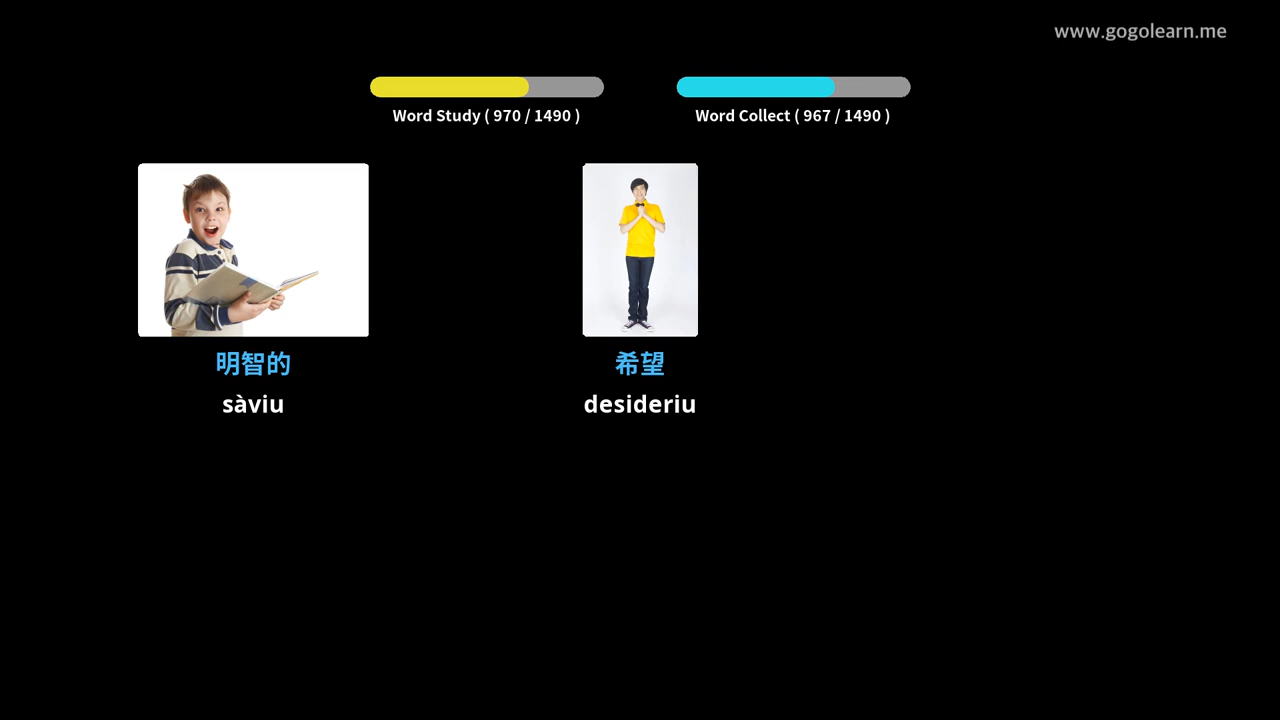 www.gogolearn.me
Word Study ( 970 / 1490 )
Word Collect ( 967 / 1490 )
明智的
sàviu
希望
desideriu